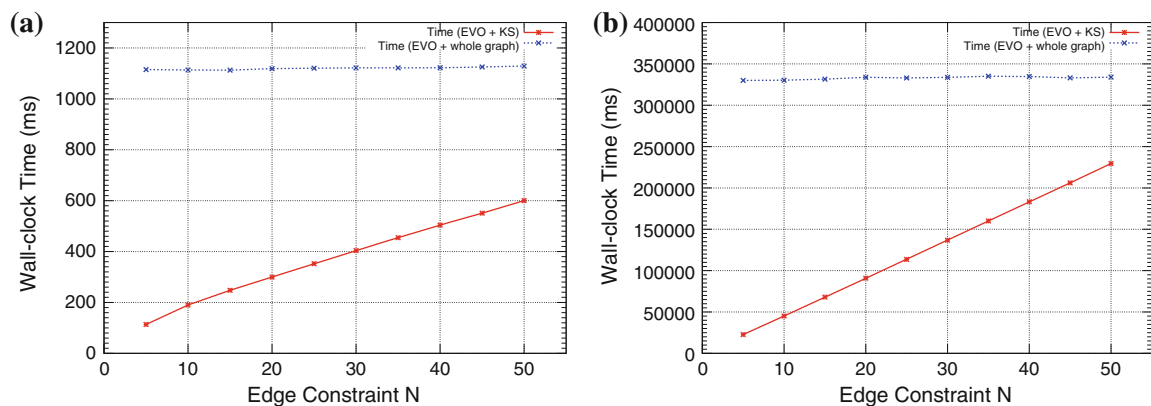 (a)
Time (EVO + KS)
Time (EVO + whole graph)
1200
1000
800
600
400
200
0
Wall-clock Time (ms)
0 10 20 30 40 50
Edge Constraint N
(b)
Time (EVO + KS)
Time (EVO + whole graph)
400000
350000
300000
250000
200000
150000
100000
50000
0
Wall-clock Time (ms)
0 10 20 30 40 50
Edge Constraint N